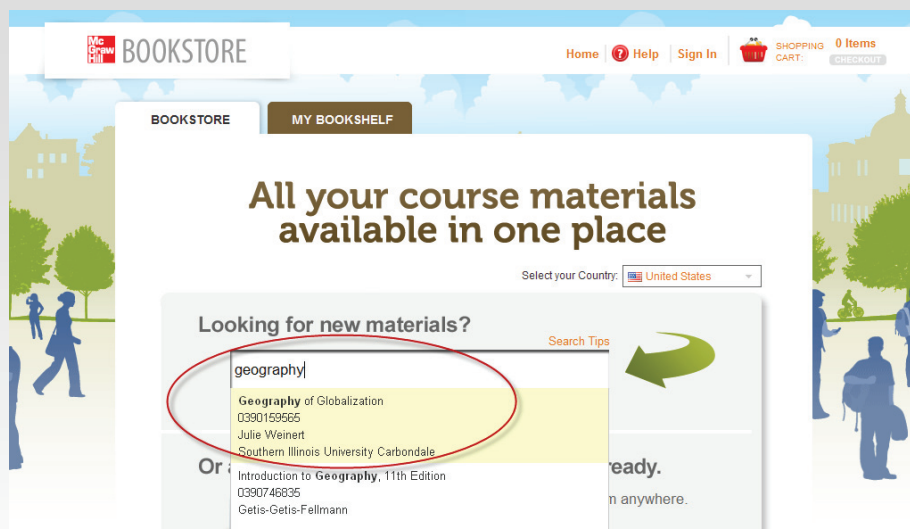 Mc Graw Hill BOOKSTORE
Home ? Help Sign In SHOPPING CART: 0 Items CHECKOUT
BOOKSTORE MY BOOKSHELF
All your course materials
available in one place
Select your Country: United States
Looking for new materials?
Search Tips
geography
Geography of Globalization
0390159565
Julie Weinert
Southern Illinois University Carbondale
Or ready.
Introduction to Geography, 11th Edition
0390746835
anywhere.
Getis-Getis-Fellmann